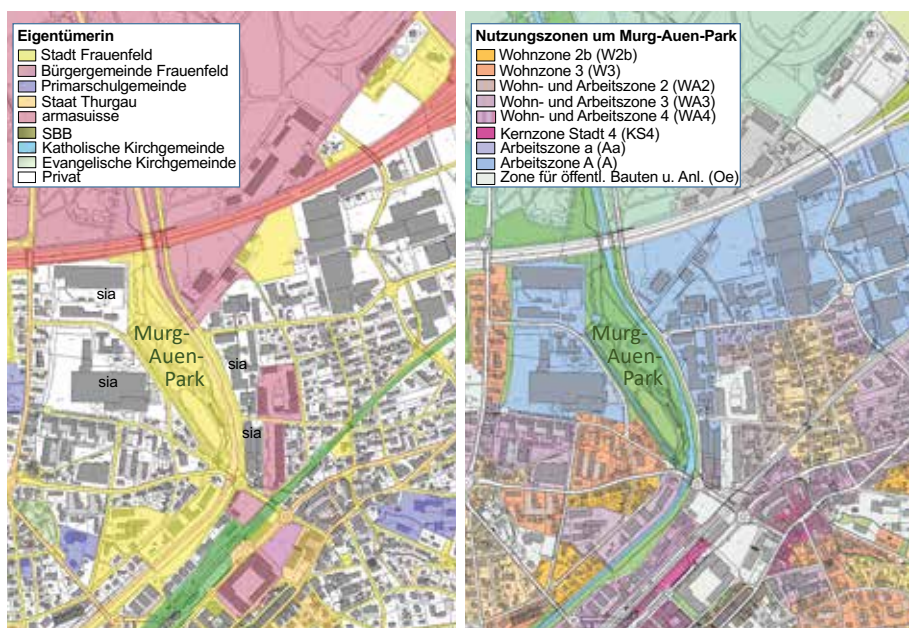 Eigentümerin
Stadt Frauenfeld
Bürgergemeinde Frauenfeld
Primarschulgemeinde
Staat Thurgau
armasuisse
SBB
Katholische Kirchgemeinde
Evangelische Kirchgemeinde
Privat
sia
Murg-
Auen-
Park
sia
sia
sia
Nutzungszonen um Murg-Auen-Park
Wohnzone 2b (W2b)
Wohnzone 3 (W3)
Wohn- und Arbeitszone 2 (WA2)
Wohn- und Arbeitszone 3 (WA3)
Wohn- und Arbeitszone 4 (WA4)
Kernzone Stadt 4 (KS4)
Arbeitszone a (Aa)
Arbeitszone A (A)
Zone für öffentl. Bauten u. Anl. (Oe)
Murg-
Auen-
Park